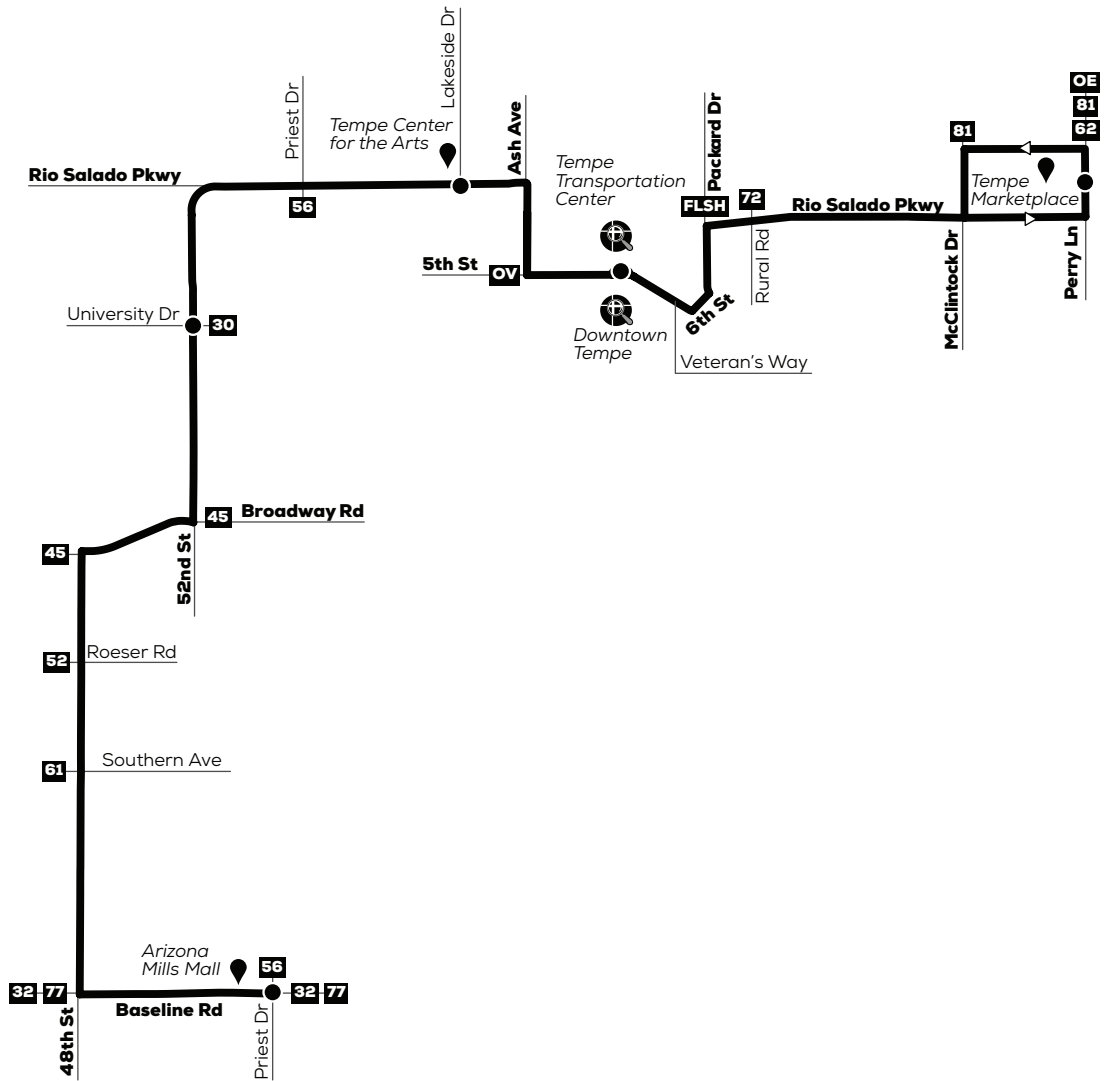 Lakeside Dr
Priest Dr
OE
81
62
Tempe Center
for the Arts
Ash Ave
Packard Dr
81
Tempe
Transportation
Center
Rio Salado Pkwy
56
FLSH
72
Rio Salado Pkwy
Tempe
Marketplace
5th St
OV
Rural Rd
McClintock Dr
Perry Ln
University Dr
30
6th St
Downtown
Tempe
Veteran's Way
45
Broadway Rd
45
52nd St
52
Roeser Rd
61
Southern Ave
Arizona
Mills Mall
56
32
77
32
77
Baseline Rd
48th St
Priest Dr